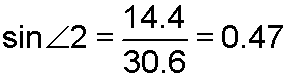 sin∠2 = 14.4/30.6 = 0.47